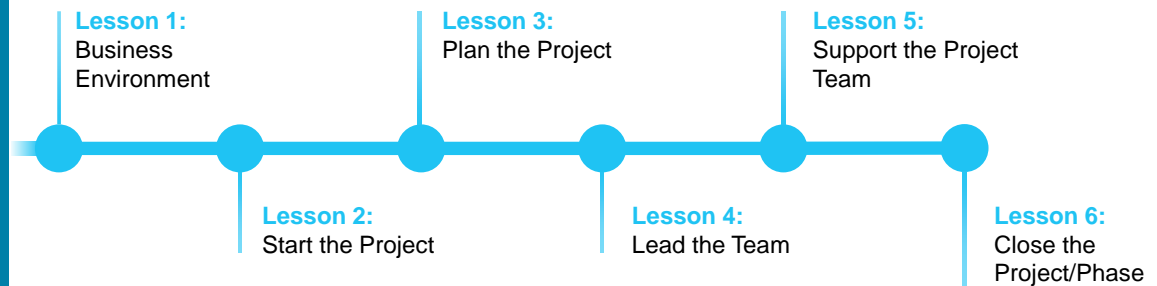 Lesson 1:
Business
Environment
Lesson 2:
Start the Project
Lesson 3:
Plan the Project
Lesson 4:
Lead the Team
Lesson 5:
Support the Project
Team
Lesson 6:
Close the
Project/Phase